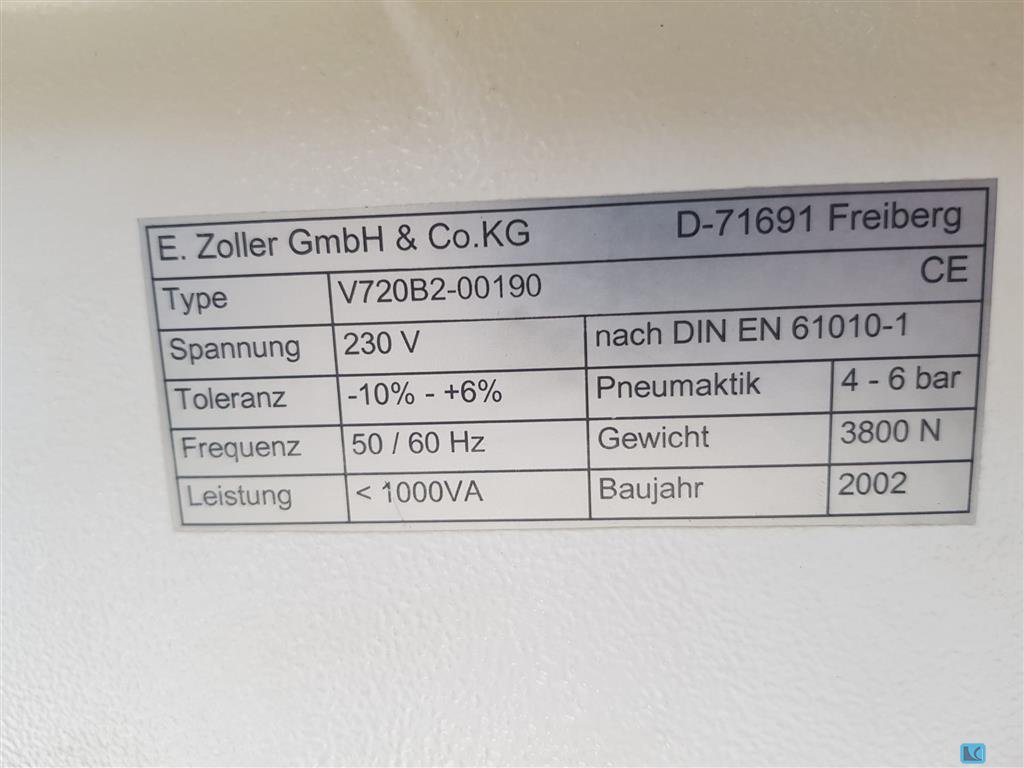 E. Zoller GmbH & Co.KG D-71691 Freiberg
Type V720B2-00190 CE
Spannung 230 V nach DIN EN 61010-1
Toleranz -10% - +6% Pneumaktik 4 - 6 bar
Frequenz 50 / 60 Hz Gewicht 3800 N
Leistung < 1000VA Baujahr 2002